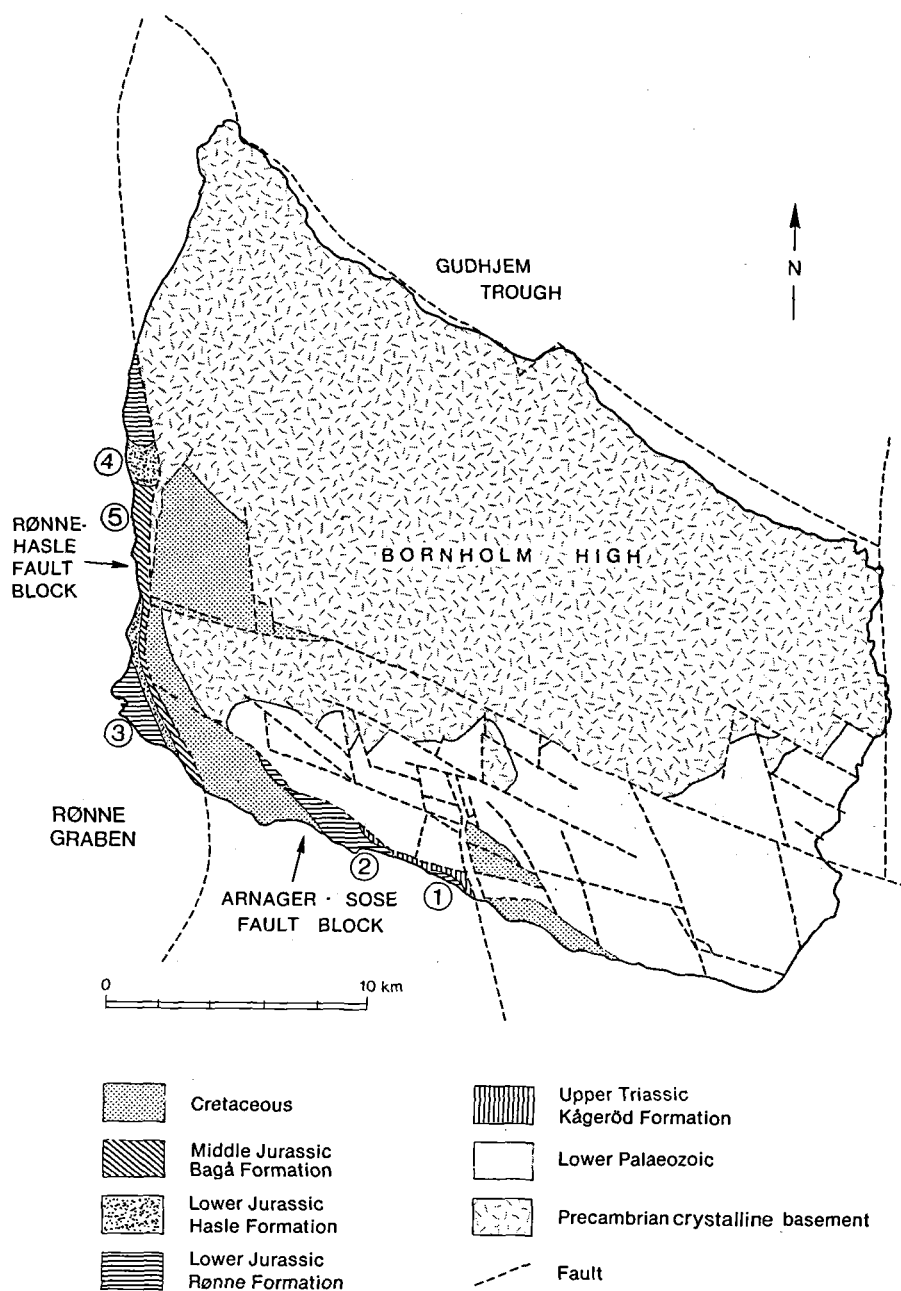 GUDHJEM
TROUGH
N
④
⑤
RØNNE-
HASLE
FAULT
BLOCK
BORNHOLM HIGH
③
RØNNE
GRABEN
②
①
ARNAGER - SOSE
FAULT BLOCK
0 10 km
Cretaceous
Middle Jurassic
Bagå Formation
Lower Jurassic
Hasle Formation
Lower Jurassic
Rønne Formation
Upper Triassic
Kågeröd Formation
Lower Palaeozoic
Precambrian crystalline basement
Fault